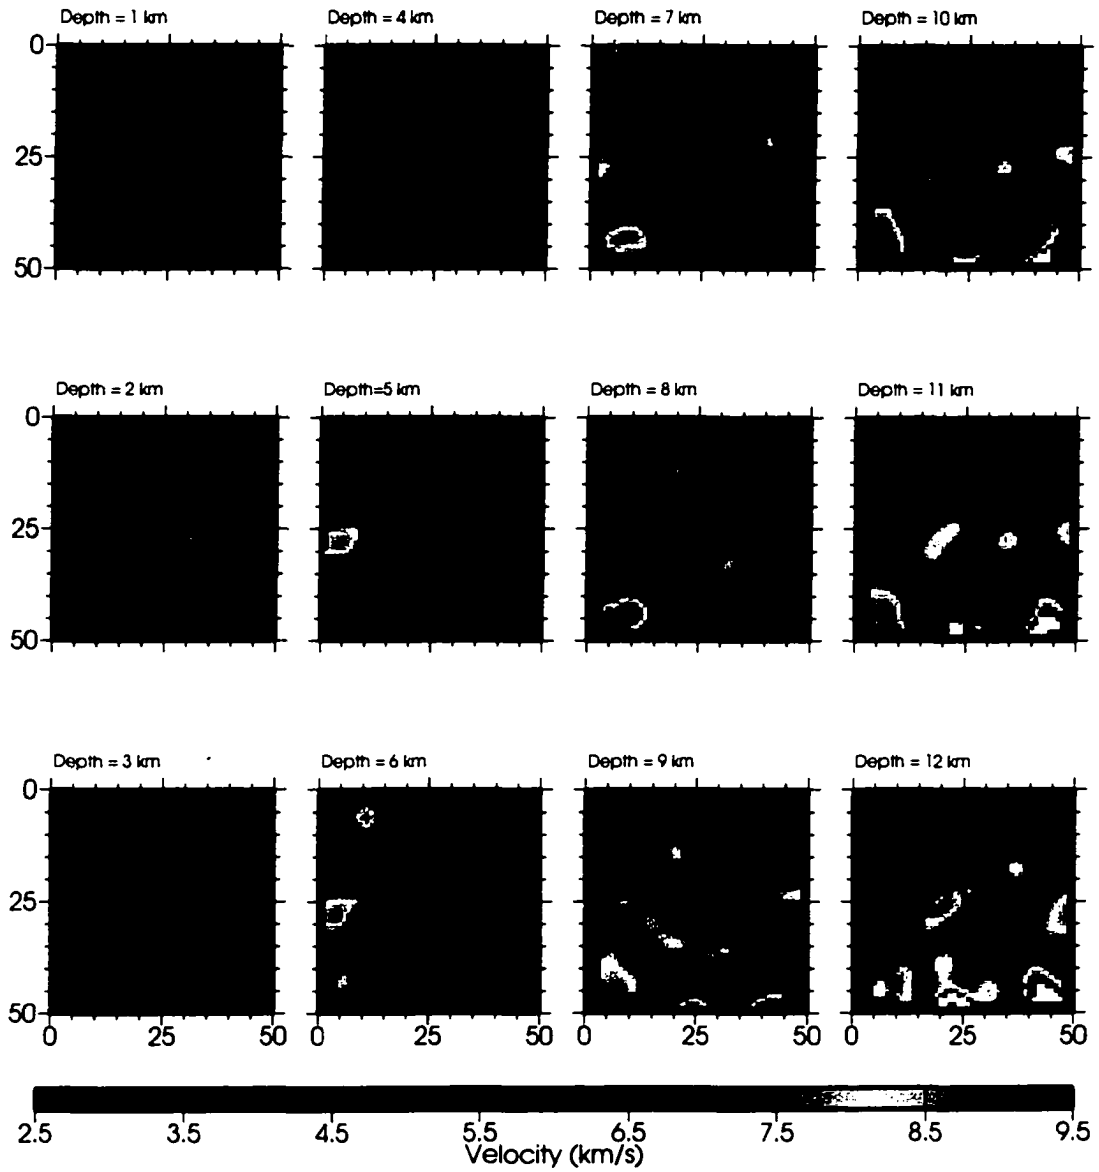 Depth = 1 km
Depth = 4 km
Depth = 7 km
Depth = 10 km
0
25
50
Depth = 2 km
Depth=5 km
Depth = 8 km
Depth = 11 km
0
25
50
Depth = 3 km
Depth = 6 km
Depth = 9 km
Depth = 12 km
0
25
50
0 25 50 0 25 50 0 25 50 0 25 50
2.5 3.5 4.5 5.5 6.5 7.5 8.5 9.5
Velocity (km/s)